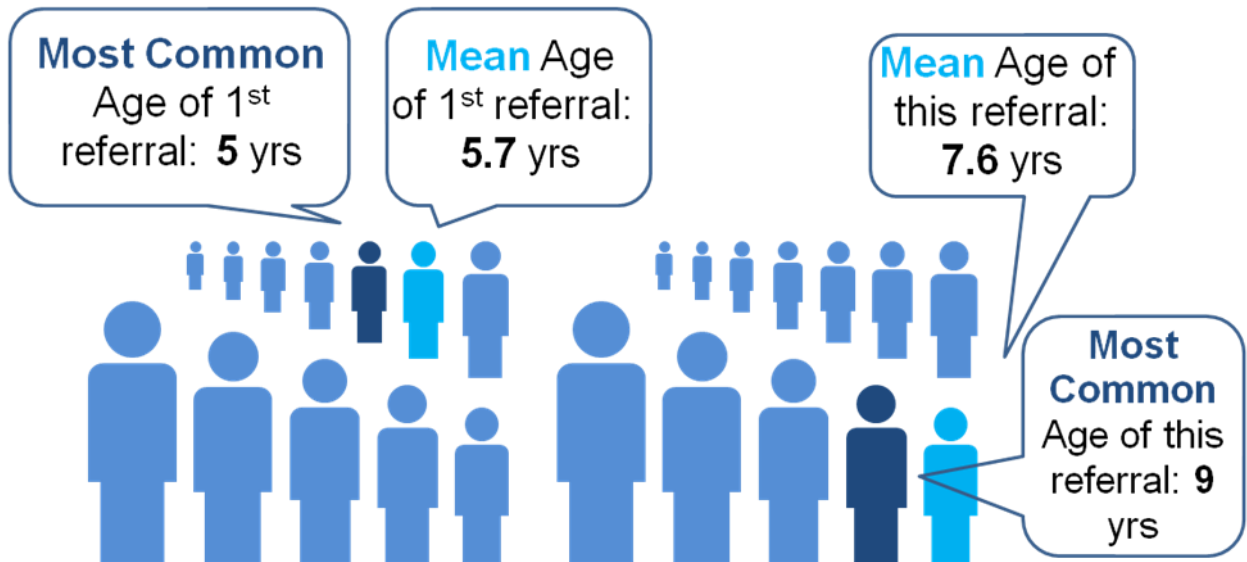 Most Common
Age of 1st
referral: 5 yrs
Mean Age
of 1st referral:
5.7 yrs
Mean Age of
this referral:
7.6 yrs
Most
Common
Age of this
referral: 9
yrs